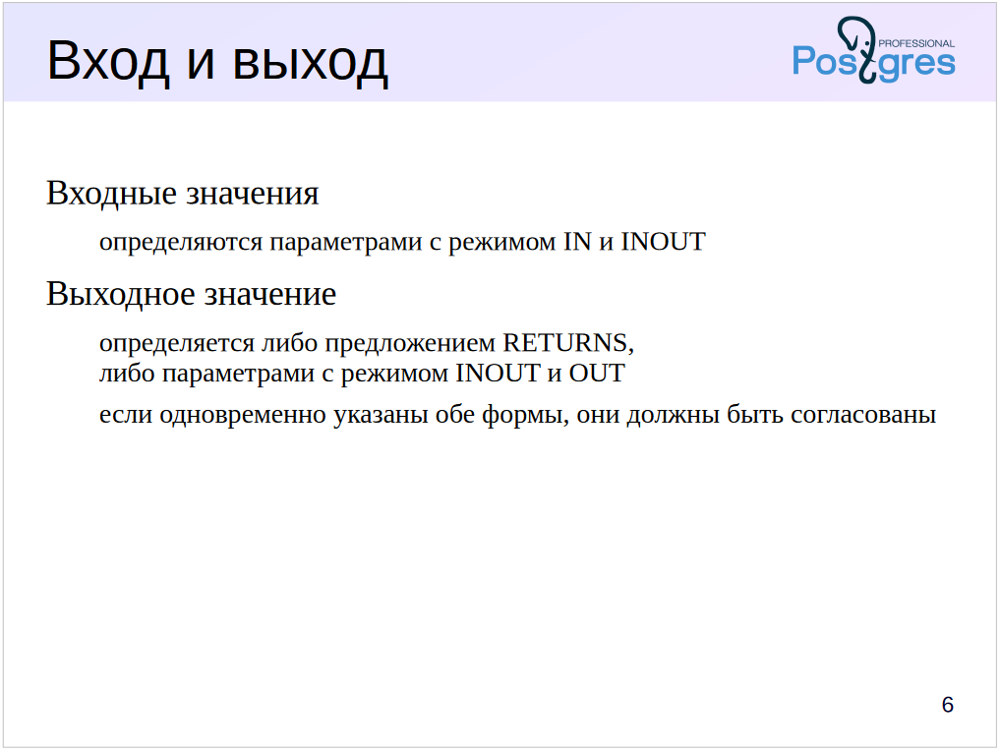 Вход и выход
PROFESSIONAL
Postgres
Входные значения
определяются параметрами с режимом IN и INOUT
Выходное значение
определяется либо предложением RETURNS,
либо параметрами с режимом INOUT и OUT
если одновременно указаны обе формы, они должны быть согласованы
6